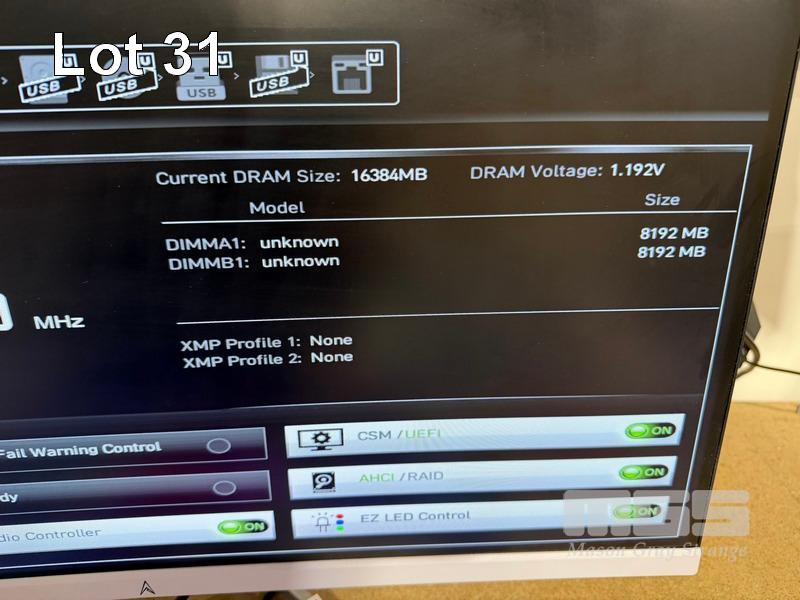 Lot 31
U U U U U
USB USB USB USB
Current DRAM Size: 16384MB DRAM Voltage: 1.192V
Model Size
DIMMA1: unknown 8192 MB
DIMMB1: unknown 8192 MB
MHz
XMP Profile 1: None
XMP Profile 2: None
Fail Warning Control
CSM /UEFI ON
AHCI /RAID ON
dy
EZ LED Control ON
dio Controller ON
MGS
Mason Gray Strange